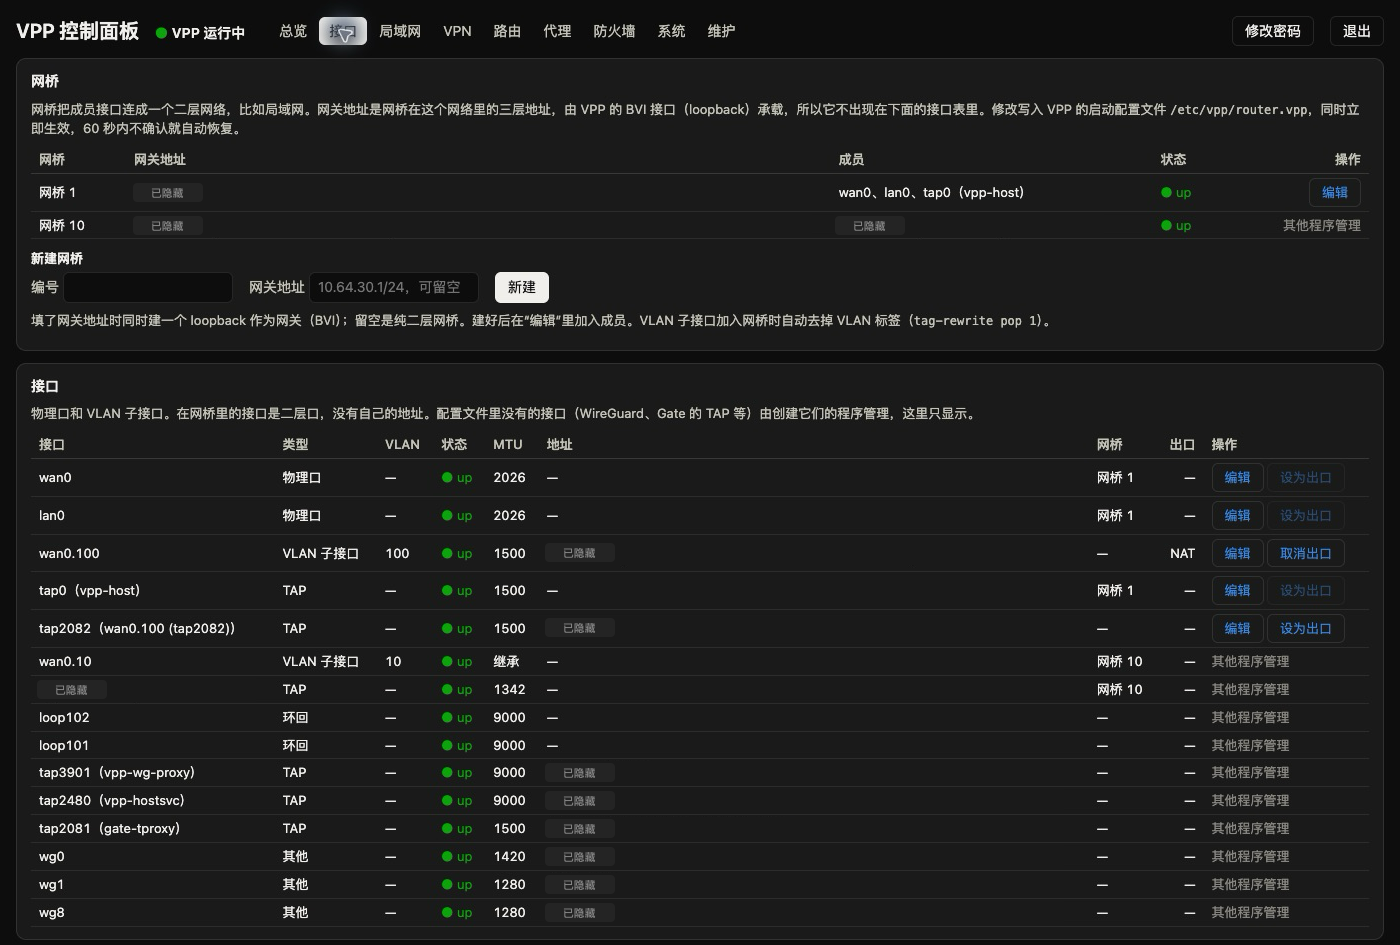 VPP 控制面板 VPP 运行中 总览 接口 局域网 VPN 路由 代理 防火墙 系统 维护 修改密码 退出
网桥
网桥把成员接口连成一个二层网络，比如局域网。网关地址是网桥在这个网络里的三层地址，由 VPP 的 BVI 接口（loopback）承载，所以它不出现在下面的接口表里。修改写入 VPP 的启动配置文件 /etc/vpp/router.vpp，同时立
即生效，60 秒内不确认就自动恢复。
网桥 网关地址 成员 状态 操作
网桥 1 已隐藏 wan0、lan0、tap0（vpp-host） up 编辑
网桥 10 已隐藏 已隐藏 up 其他程序管理
新建网桥
编号 网关地址 10.64.30.1/24，可留空 新建
填了网关地址时同时建一个 loopback 作为网关（BVI）；留空是纯二层网桥。建好后在“编辑”里加入成员。VLAN 子接口加入网桥时自动去掉 VLAN 标签（tag-rewrite pop 1）。
接口
物理口和 VLAN 子接口。在网桥里的接口是二层口，没有自己的地址。配置文件里没有的接口（WireGuard、Gate 的 TAP 等）由创建它们的程序管理，这里只显示。
接口 类型 VLAN 状态 MTU 地址 网桥 出口 操作
wan0 物理口 — up 2026 — 网桥 1 — 编辑 设为出口
lan0 物理口 — up 2026 — 网桥 1 — 编辑 设为出口
wan0.100 VLAN 子接口 100 up 1500 已隐藏 — NAT 编辑 取消出口
tap0（vpp-host） TAP — up 1500 — 网桥 1 — 编辑 设为出口
tap2082（wan0.100 (tap2082)） TAP — up 1500 已隐藏 — — 编辑 设为出口
wan0.10 VLAN 子接口 10 up 继承 — 网桥 10 — 其他程序管理
已隐藏 TAP — up 1342 — 网桥 10 — 其他程序管理
loop102 环回 — up 9000 — — — 其他程序管理
loop101 环回 — up 9000 — — — 其他程序管理
tap3901（vpp-wg-proxy） TAP — up 9000 已隐藏 — — 其他程序管理
tap2480（vpp-hostsvc） TAP — up 9000 已隐藏 — — 其他程序管理
tap2081（gate-tproxy） TAP — up 1500 已隐藏 — — 其他程序管理
wg0 其他 — up 1420 已隐藏 — — 其他程序管理
wg1 其他 — up 1280 已隐藏 — — 其他程序管理
wg8 其他 — up 1280 已隐藏 — — 其他程序管理